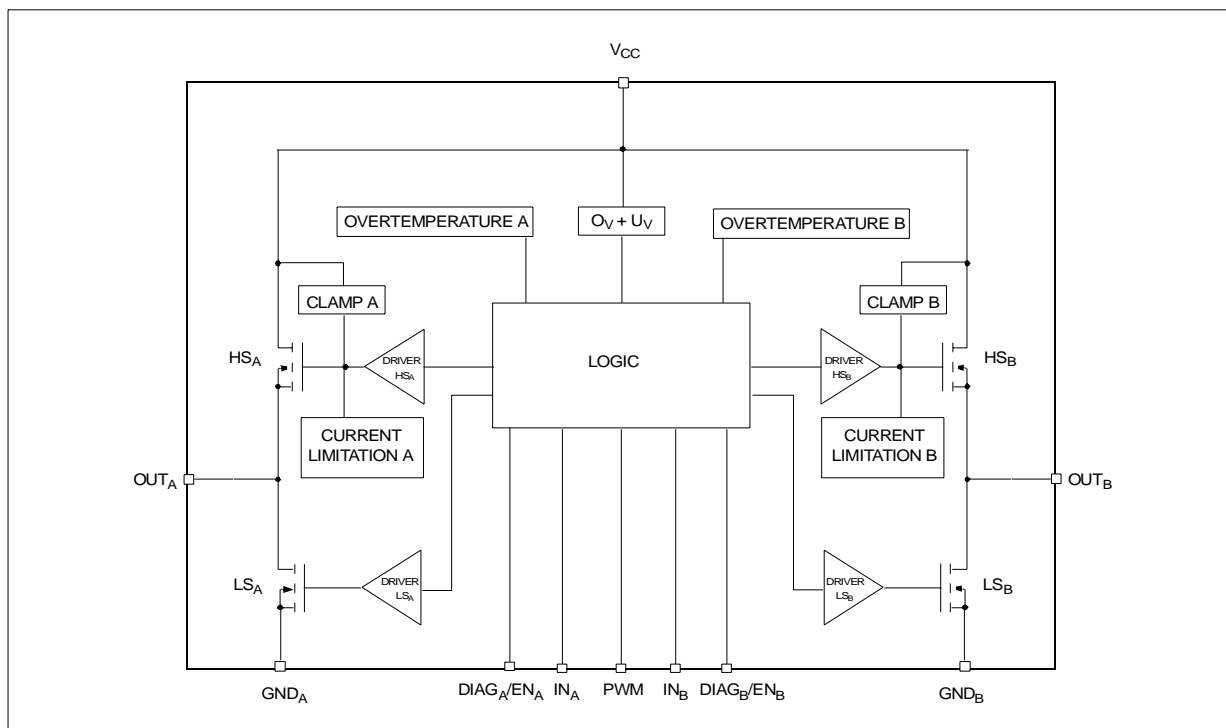 VCC
OVERTEMPERATURE A
OV + UV
OVERTEMPERATURE B
CLAMP A
CLAMP B
HSA
DRIVER
HSA
LOGIC
DRIVER
HSB
HSB
CURRENT
LIMITATION A
CURRENT
LIMITATION B
OUTA
OUTB
LSA
DRIVER
LSA
DRIVER
LSB
LSB
GNDA
DIAGA/ENA
INA
PWM
INB
DIAGB/ENB
GNDB